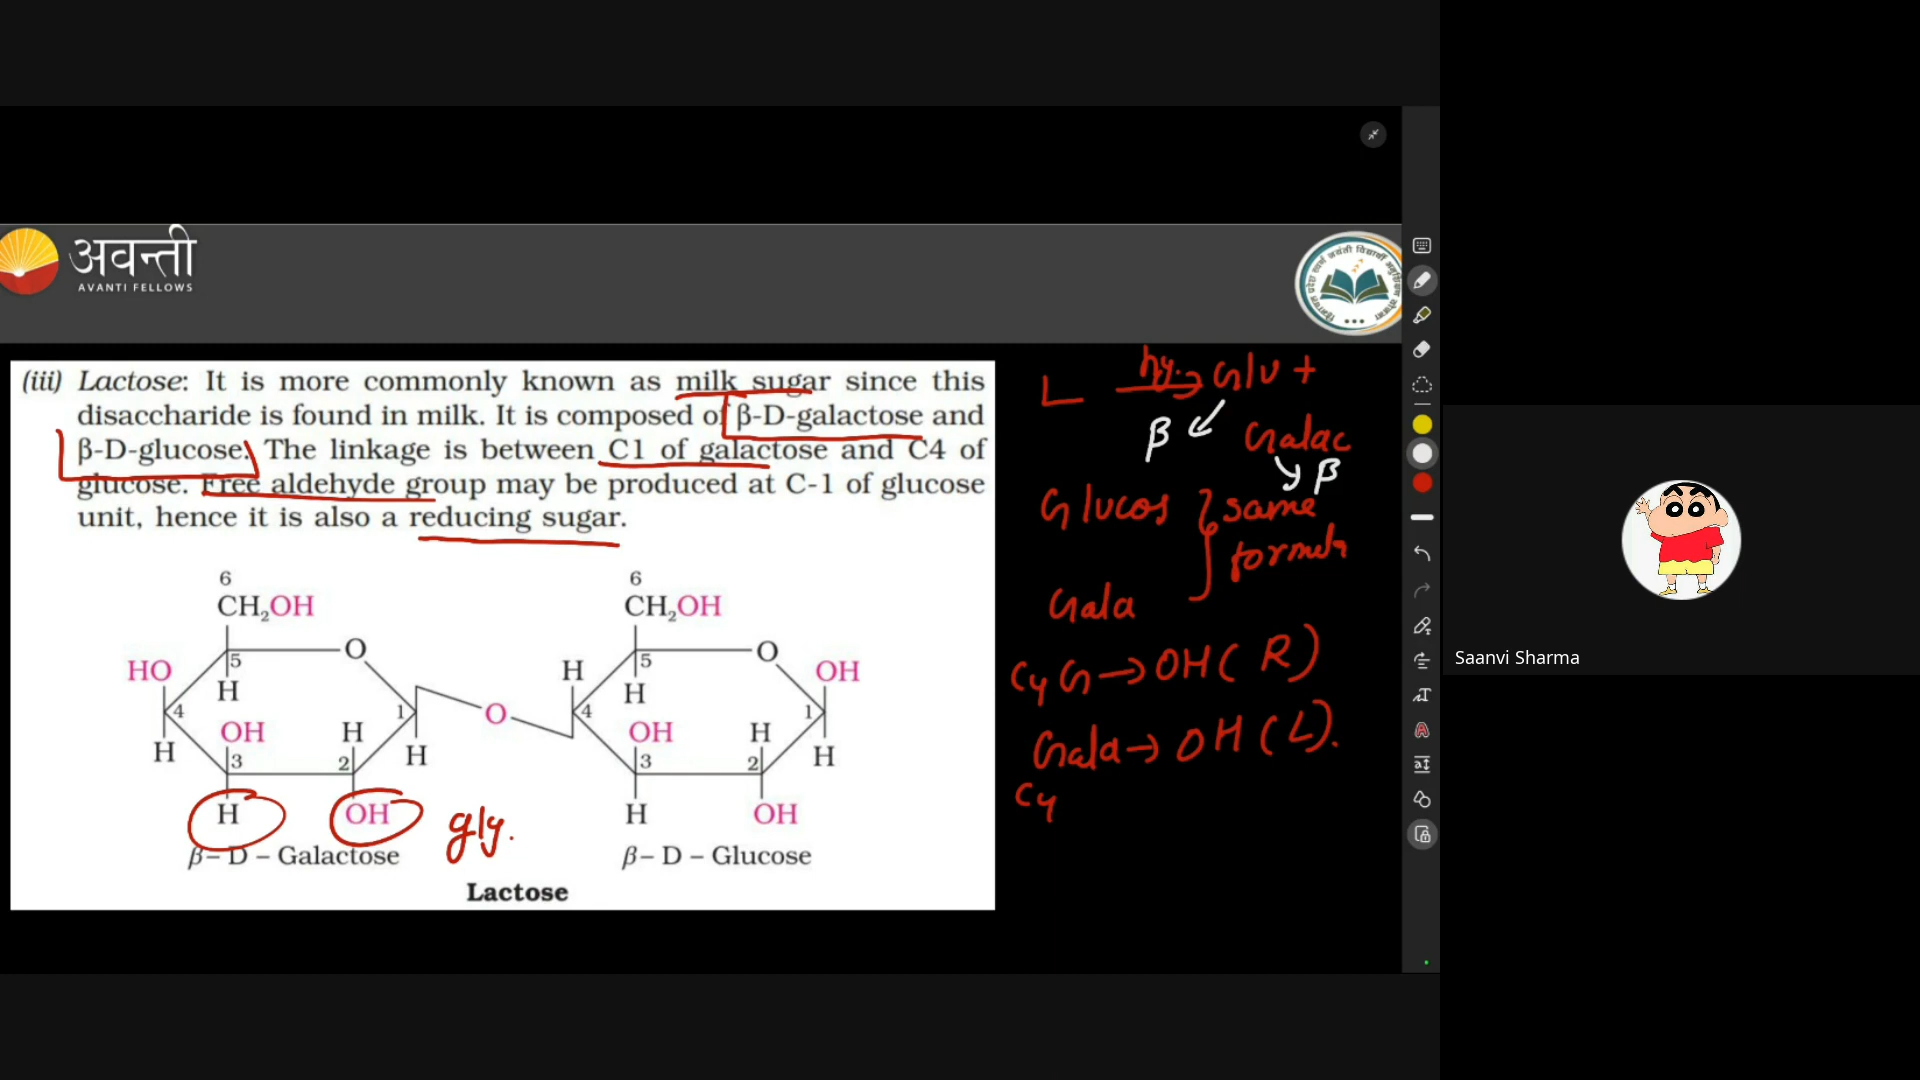 अवन्ती
AVANTI FELLOWS
(iii) Lactose: It is more commonly known as milk sugar since this
disaccharide is found in milk. It is composed of β-D-galactose and
β-D-glucose. The linkage is between C1 of galactose and C4 of
glucose. Free aldehyde group may be produced at C-1 of glucose
unit, hence it is also a reducing sugar.
6 6
CH₂OH CH₂OH
O O
5 5
HO H OH
H H
4 1 O 4 1
OH H OH H
H 3 2 H 3 2 H
H OH H OH
β– D – Galactose β– D – Glucose
Lactose
gly.
L hy. → Glu +
β Galac
β
Glucos } same
formula
Gala
C4 G → OH (R)
Gala → OH (L).
C4
Saanvi Sharma